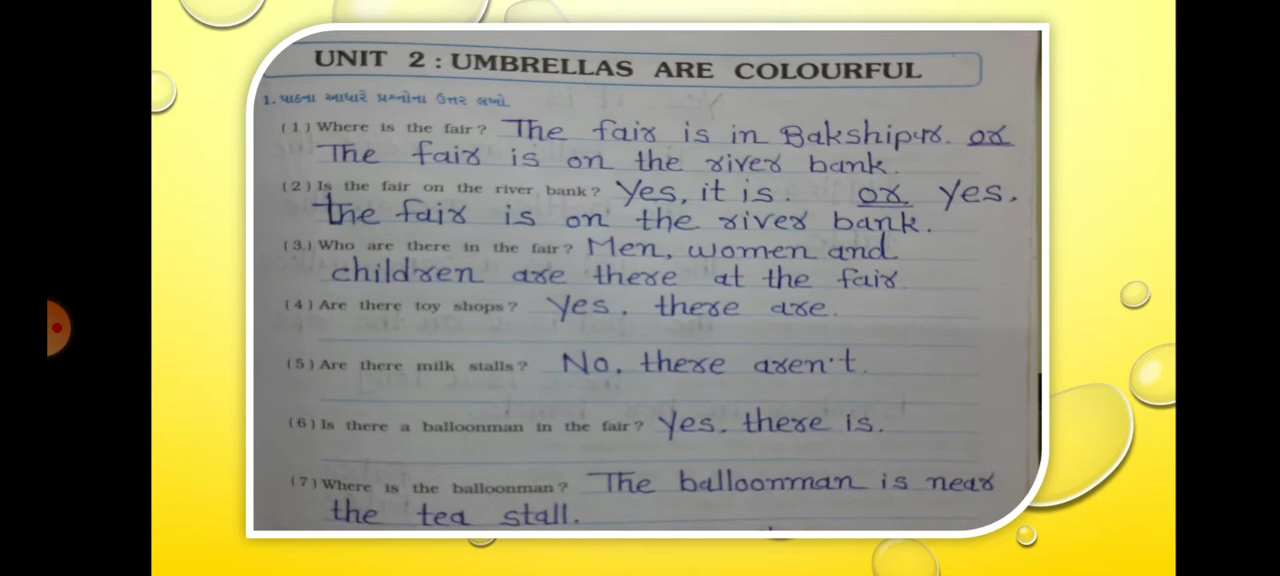 UNIT 2 : UMBRELLAS ARE COLOURFUL
1. પાઠના આધારે પ્રશ્નોના ઉત્તર લખો.
(1) Where is the fair? The fair is in Bakshipur. or
The fair is on the river bank.
(2) Is the fair on the river bank? Yes, it is. or yes,
the fair is on the river bank.
(3.) Who are there in the fair? Men, women and
children are there at the fair
(4) Are there toy shops? Yes, there are.
(5) Are there milk stalls? No, there aren't.
(6) Is there a balloonman in the fair? Yes, there is.
(7) Where is the balloonman? The balloonman is near
the tea stall.